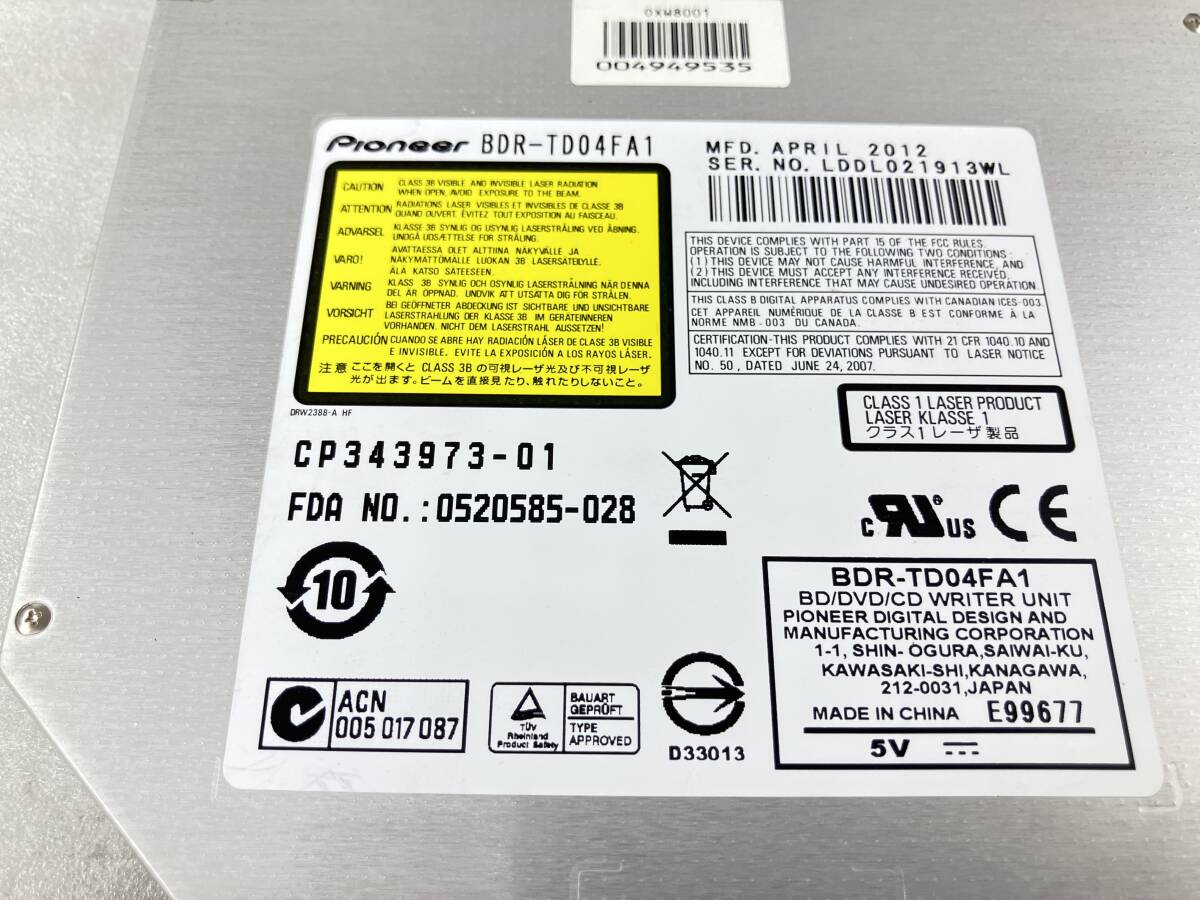 0XW8001
004949535
Pioneer BDR-TD04FA1
MFD. APRIL 2012
SER. NO. LDDL021913WL
CAUTION CLASS 3B VISIBLE AND INVISIBLE LASER RADIATION
WHEN OPEN, AVOID EXPOSURE TO THE BEAM.
ATTENTION RADIATIONS LASER VISIBLES ET INVISIBLES DE CLASSE 3B
QUAND OUVERT. ÉVITEZ TOUT EXPOSITION AU FAISCEAU.
ADVARSEL KLASSE 3B SYNLIG OG USYNLIG LASERSTRÅLING VED ÅBNING.
UNDGÅ UDSÆTTELSE FOR STRÅLING.
VARO! AVATTAESSA OLET ALTTIINA NÄKYVÄLLE JA
NÄKYMÄTTÖMÄLLE LUOKAN 3B LASERSÄTEILYLLE.
ÄLÄ KATSO SÄTEESEEN.
VARNING KLASS 3B SYNLIG OCH OSYNLIG LASERSTRÅLNING NÄR DENNA
DEL ÄR ÖPPNAD. UNDVIK ATT UTSÄTTA DIG FÖR STRÅLEN.
VORSICHT BEI GEÖFFNETER ABDECKUNG IST SICHTBARE UND UNSICHTBARE
LASERSTRAHLUNG DER KLASSE 3B IM GERÄTEINNEREN
VORHANDEN. NICHT DEM LASERSTRAHL AUSSETZEN!
PRECAUCIÓN CUANDO SE ABRE HAY RADIACIÓN LÁSER DE CLASE 3B VISIBLE
E INVISIBLE. EVITE LA EXPOSICIÓN A LOS RAYOS LÁSER.
注意 ここを開くと CLASS 3B の可視レーザ光及び不可視レーザ
光が出ます。ビームを直接見たり、触れたりしないこと。
DRW2388-A HF
THIS DEVICE COMPLIES WITH PART 15 OF THE FCC RULES.
OPERATION IS SUBJECT TO THE FOLLOWING TWO CONDITIONS :
(1) THIS DEVICE MAY NOT CAUSE HARMFUL INTERFERENCE, AND
(2) THIS DEVICE MUST ACCEPT ANY INTERFERENCE RECEIVED,
INCLUDING INTERFERENCE THAT MAY CAUSE UNDESIRED OPERATION.
THIS CLASS B DIGITAL APPARATUS COMPLIES WITH CANADIAN ICES-003.
CET APPAREIL NUMÉRIQUE DE LA CLASSE B EST CONFORME À LA
NORME NMB-003 DU CANADA.
CERTIFICATION-THIS PRODUCT COMPLIES WITH 21 CFR 1040.10 AND
1040.11 EXCEPT FOR DEVIATIONS PURSUANT TO LASER NOTICE
NO. 50, DATED JUNE 24, 2007.
CLASS 1 LASER PRODUCT
LASER KLASSE 1
クラス1 レーザ製品
CP343973-01
FDA NO.:0520585-028
10
c RU US CE
BDR-TD04FA1
BD/DVD/CD WRITER UNIT
PIONEER DIGITAL DESIGN AND
MANUFACTURING CORPORATION
1-1, SHIN-OGURA,SAIWAI-KU,
KAWASAKI-SHI,KANAGAWA,
212-0031,JAPAN
MADE IN CHINA E99677
5V
ACN
005 017 087
TÜV
Rheinland
Product Safety
BAUART
GEPRÜFT
TYPE
APPROVED
D33013